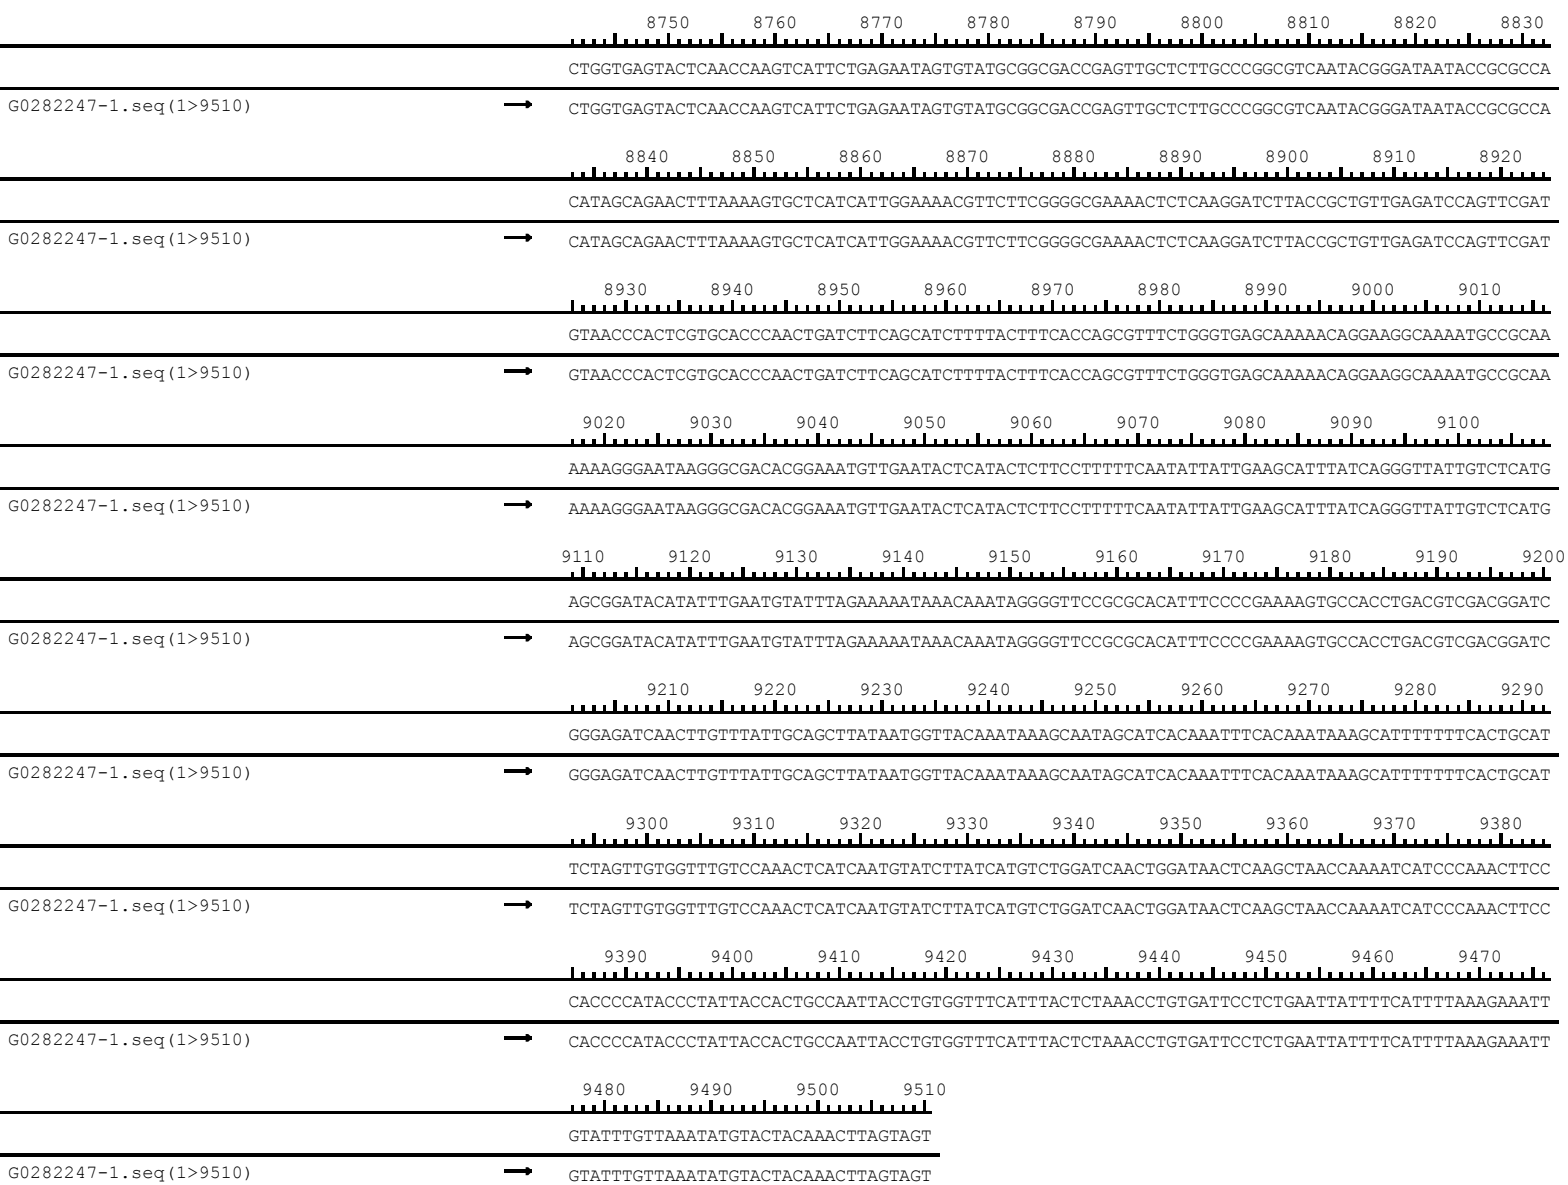 8750 8760 8770 8780 8790 8800 8810 8820 8830
CTGGTGAGTACTCAACCAAGTCATTCTGAGAATAGTGTATGCGGCGACCGAGTTGCTCTTGCCCGGCGTCAATACGGGATAATACCGCGCCA
G0282247-1.seq(1>9510) → CTGGTGAGTACTCAACCAAGTCATTCTGAGAATAGTGTATGCGGCGACCGAGTTGCTCTTGCCCGGCGTCAATACGGGATAATACCGCGCCA
8840 8850 8860 8870 8880 8890 8900 8910 8920
CATAGCAGAACTTTAAAAGTGCTCATCATTGGAAAACGTTCTTCGGGGCGAAAACTCTCAAGGATCTTACCGCTGTTGAGATCCAGTTCGAT
G0282247-1.seq(1>9510) → CATAGCAGAACTTTAAAAGTGCTCATCATTGGAAAACGTTCTTCGGGGCGAAAACTCTCAAGGATCTTACCGCTGTTGAGATCCAGTTCGAT
8930 8940 8950 8960 8970 8980 8990 9000 9010
GTAACCCACTCGTGCACCCAACTGATCTTCAGCATCTTTTACTTTCACCAGCGTTTCTGGGTGAGCAAAAACAGGAAGGCAAAATGCCGCAA
G0282247-1.seq(1>9510) → GTAACCCACTCGTGCACCCAACTGATCTTCAGCATCTTTTACTTTCACCAGCGTTTCTGGGTGAGCAAAAACAGGAAGGCAAAATGCCGCAA
9020 9030 9040 9050 9060 9070 9080 9090 9100
AAAAGGGAATAAGGGCGACACGGAAATGTTGAATACTCATACTCTTCCTTTTTCAATATTATTGAAGCATTTATCAGGGTTATTGTCTCATG
G0282247-1.seq(1>9510) → AAAAGGGAATAAGGGCGACACGGAAATGTTGAATACTCATACTCTTCCTTTTTCAATATTATTGAAGCATTTATCAGGGTTATTGTCTCATG
9110 9120 9130 9140 9150 9160 9170 9180 9190 9200
AGCGGATACATATTTGAATGTATTTAGAAAAATAAACAAATAGGGGTTCCGCGCACATTTCCCCGAAAAGTGCCACCTGACGTCGACGGATC
G0282247-1.seq(1>9510) → AGCGGATACATATTTGAATGTATTTAGAAAAATAAACAAATAGGGGTTCCGCGCACATTTCCCCGAAAAGTGCCACCTGACGTCGACGGATC
9210 9220 9230 9240 9250 9260 9270 9280 9290
GGGAGATCAACTTGTTTATTGCAGCTTATAATGGTTACAAATAAAGCAATAGCATCACAAATTTCACAAATAAAGCATTTTTTTCACTGCAT
G0282247-1.seq(1>9510) → GGGAGATCAACTTGTTTATTGCAGCTTATAATGGTTACAAATAAAGCAATAGCATCACAAATTTCACAAATAAAGCATTTTTTTCACTGCAT
9300 9310 9320 9330 9340 9350 9360 9370 9380
TCTAGTTGTGGTTTGTCCAAACTCATCAATGTATCTTATCATGTCTGGATCAACTGGATAACTCAAGCTAACCAAAATCATCCCAAACTTCC
G0282247-1.seq(1>9510) → TCTAGTTGTGGTTTGTCCAAACTCATCAATGTATCTTATCATGTCTGGATCAACTGGATAACTCAAGCTAACCAAAATCATCCCAAACTTCC
9390 9400 9410 9420 9430 9440 9450 9460 9470
CACCCCATACCCTATTACCACTGCCAATTACCTGTGGTTTCATTTACTCTAAACCTGTGATTCCTCTGAATTATTTTCATTTTAAAGAAATT
G0282247-1.seq(1>9510) → CACCCCATACCCTATTACCACTGCCAATTACCTGTGGTTTCATTTACTCTAAACCTGTGATTCCTCTGAATTATTTTCATTTTAAAGAAATT
9480 9490 9500 9510
GTATTTGTTAAATATGTACTACAAACTTAGTAGT
G0282247-1.seq(1>9510) → GTATTTGTTAAATATGTACTACAAACTTAGTAGT